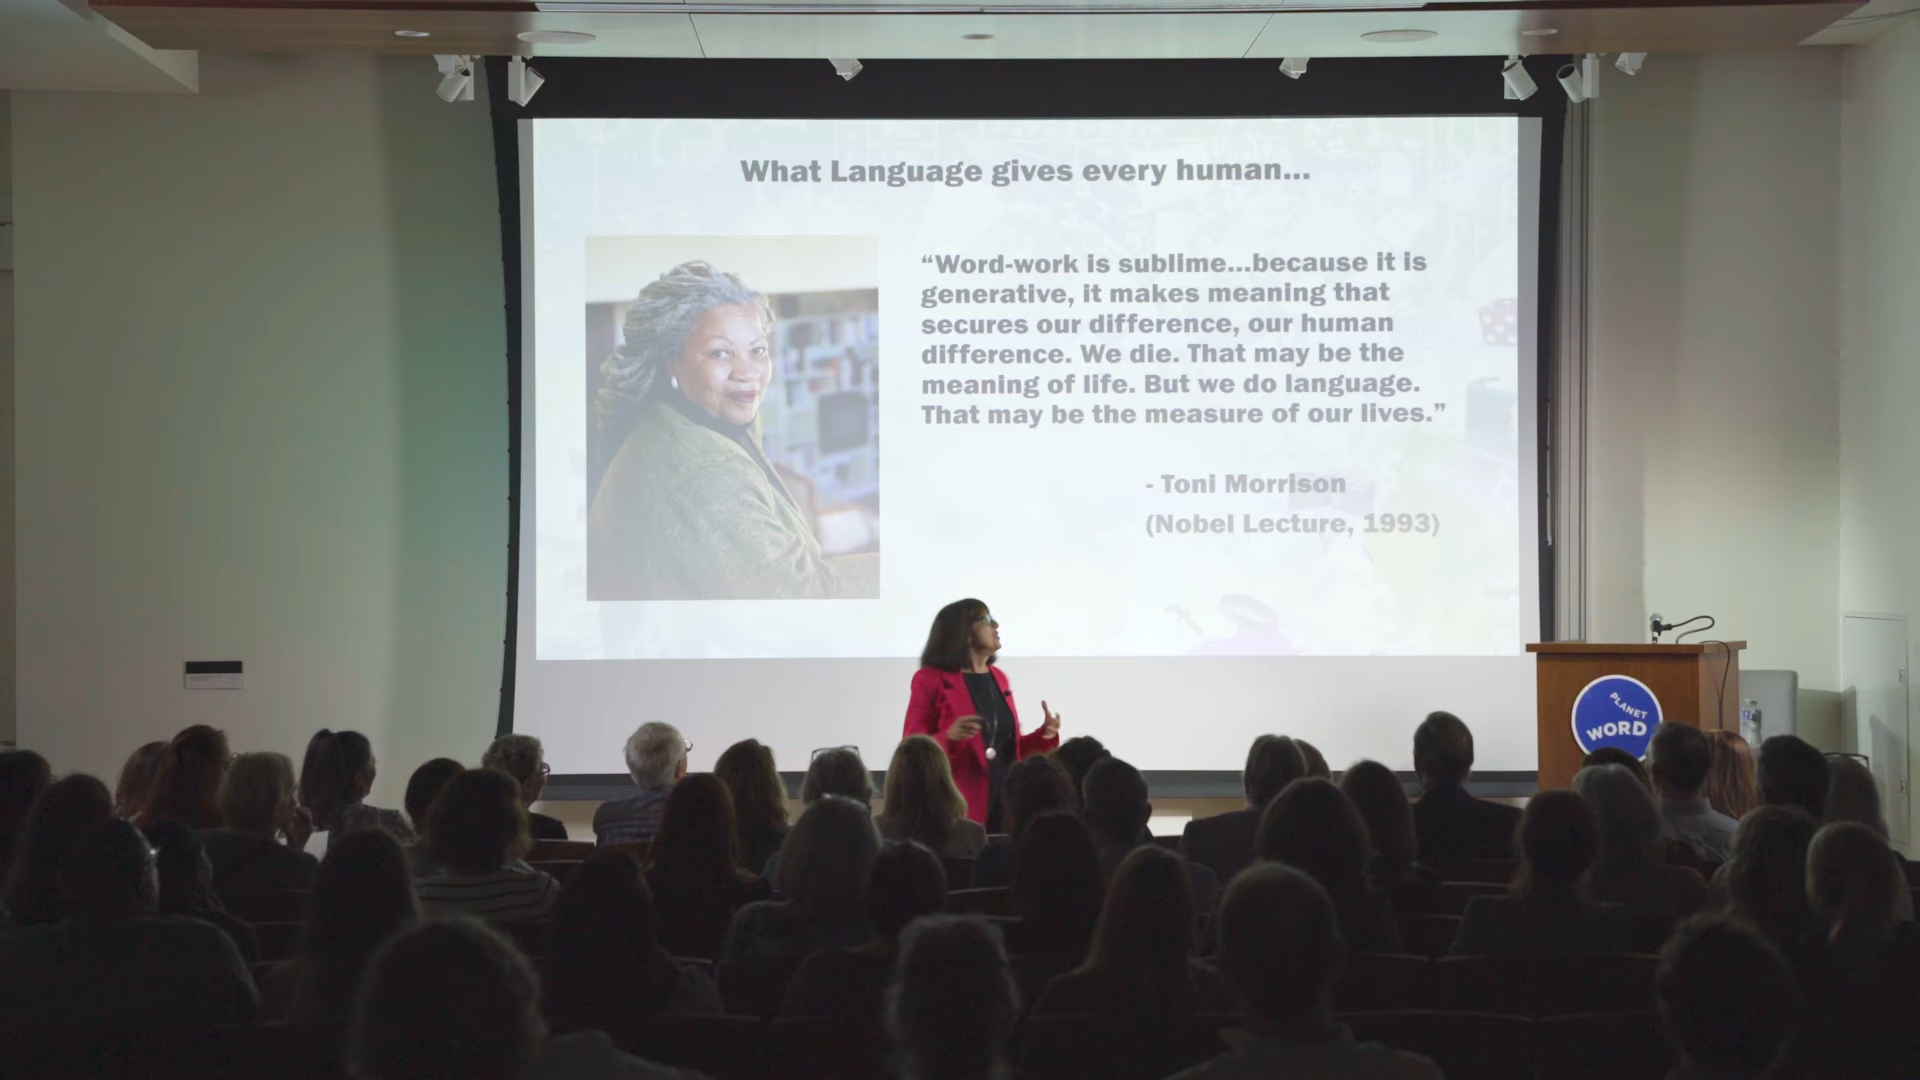 What Language gives every human...
“Word-work is sublime...because it is
generative, it makes meaning that
secures our difference, our human
difference. We die. That may be the
meaning of life. But we do language.
That may be the measure of our lives.”
- Toni Morrison
(Nobel Lecture, 1993)
PLANET
WORD